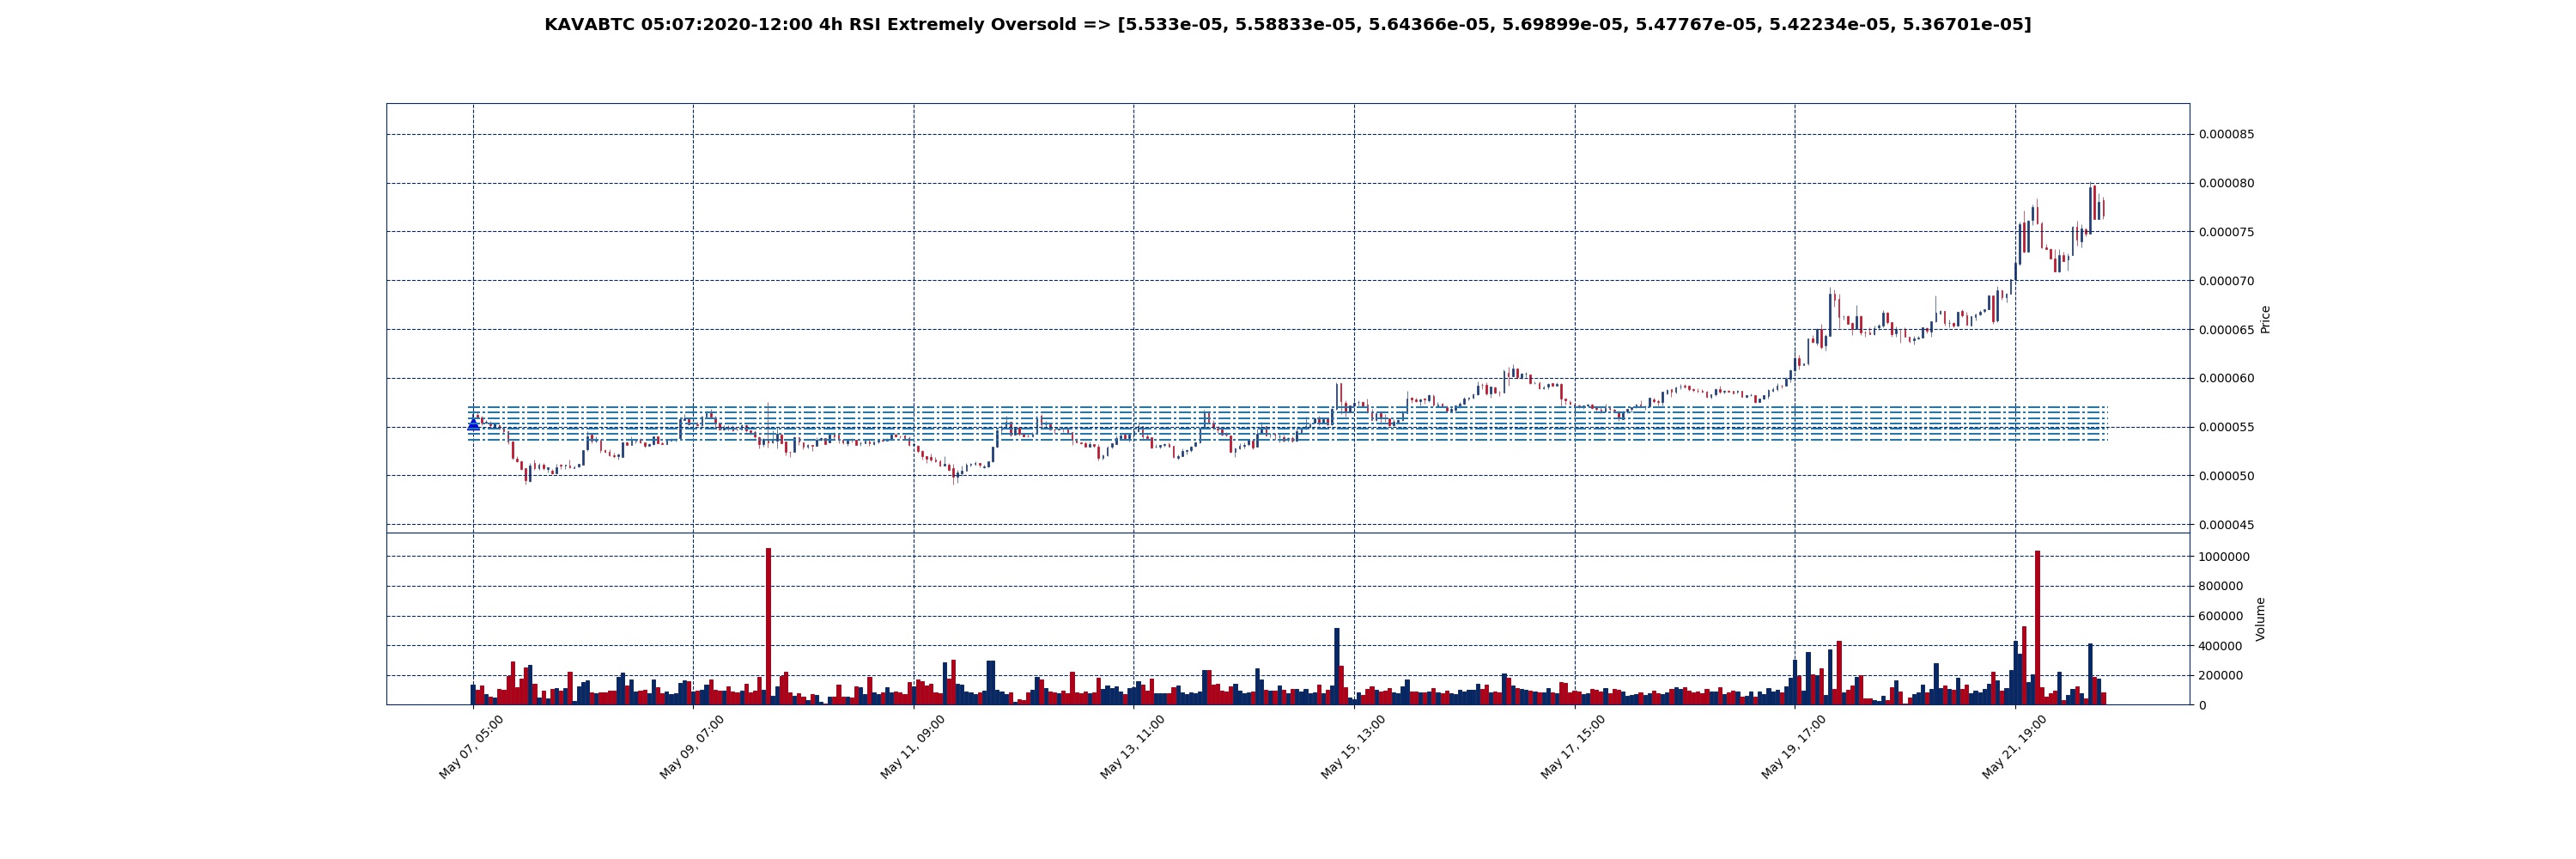 KAVABTC 05:07:2020-12:00 4h RSI Extremely Oversold => [5.533e-05, 5.58833e-05, 5.64366e-05, 5.69899e-05, 5.47767e-05, 5.42234e-05, 5.36701e-05]
0.000085
0.000080
0.000075
0.000070
0.000065
0.000060
0.000055
0.000050
0.000045
Price
1000000
800000
600000
400000
200000
0
Volume
May 07, 05:00
May 09, 07:00
May 11, 09:00
May 13, 11:00
May 15, 13:00
May 17, 15:00
May 19, 17:00
May 21, 19:00